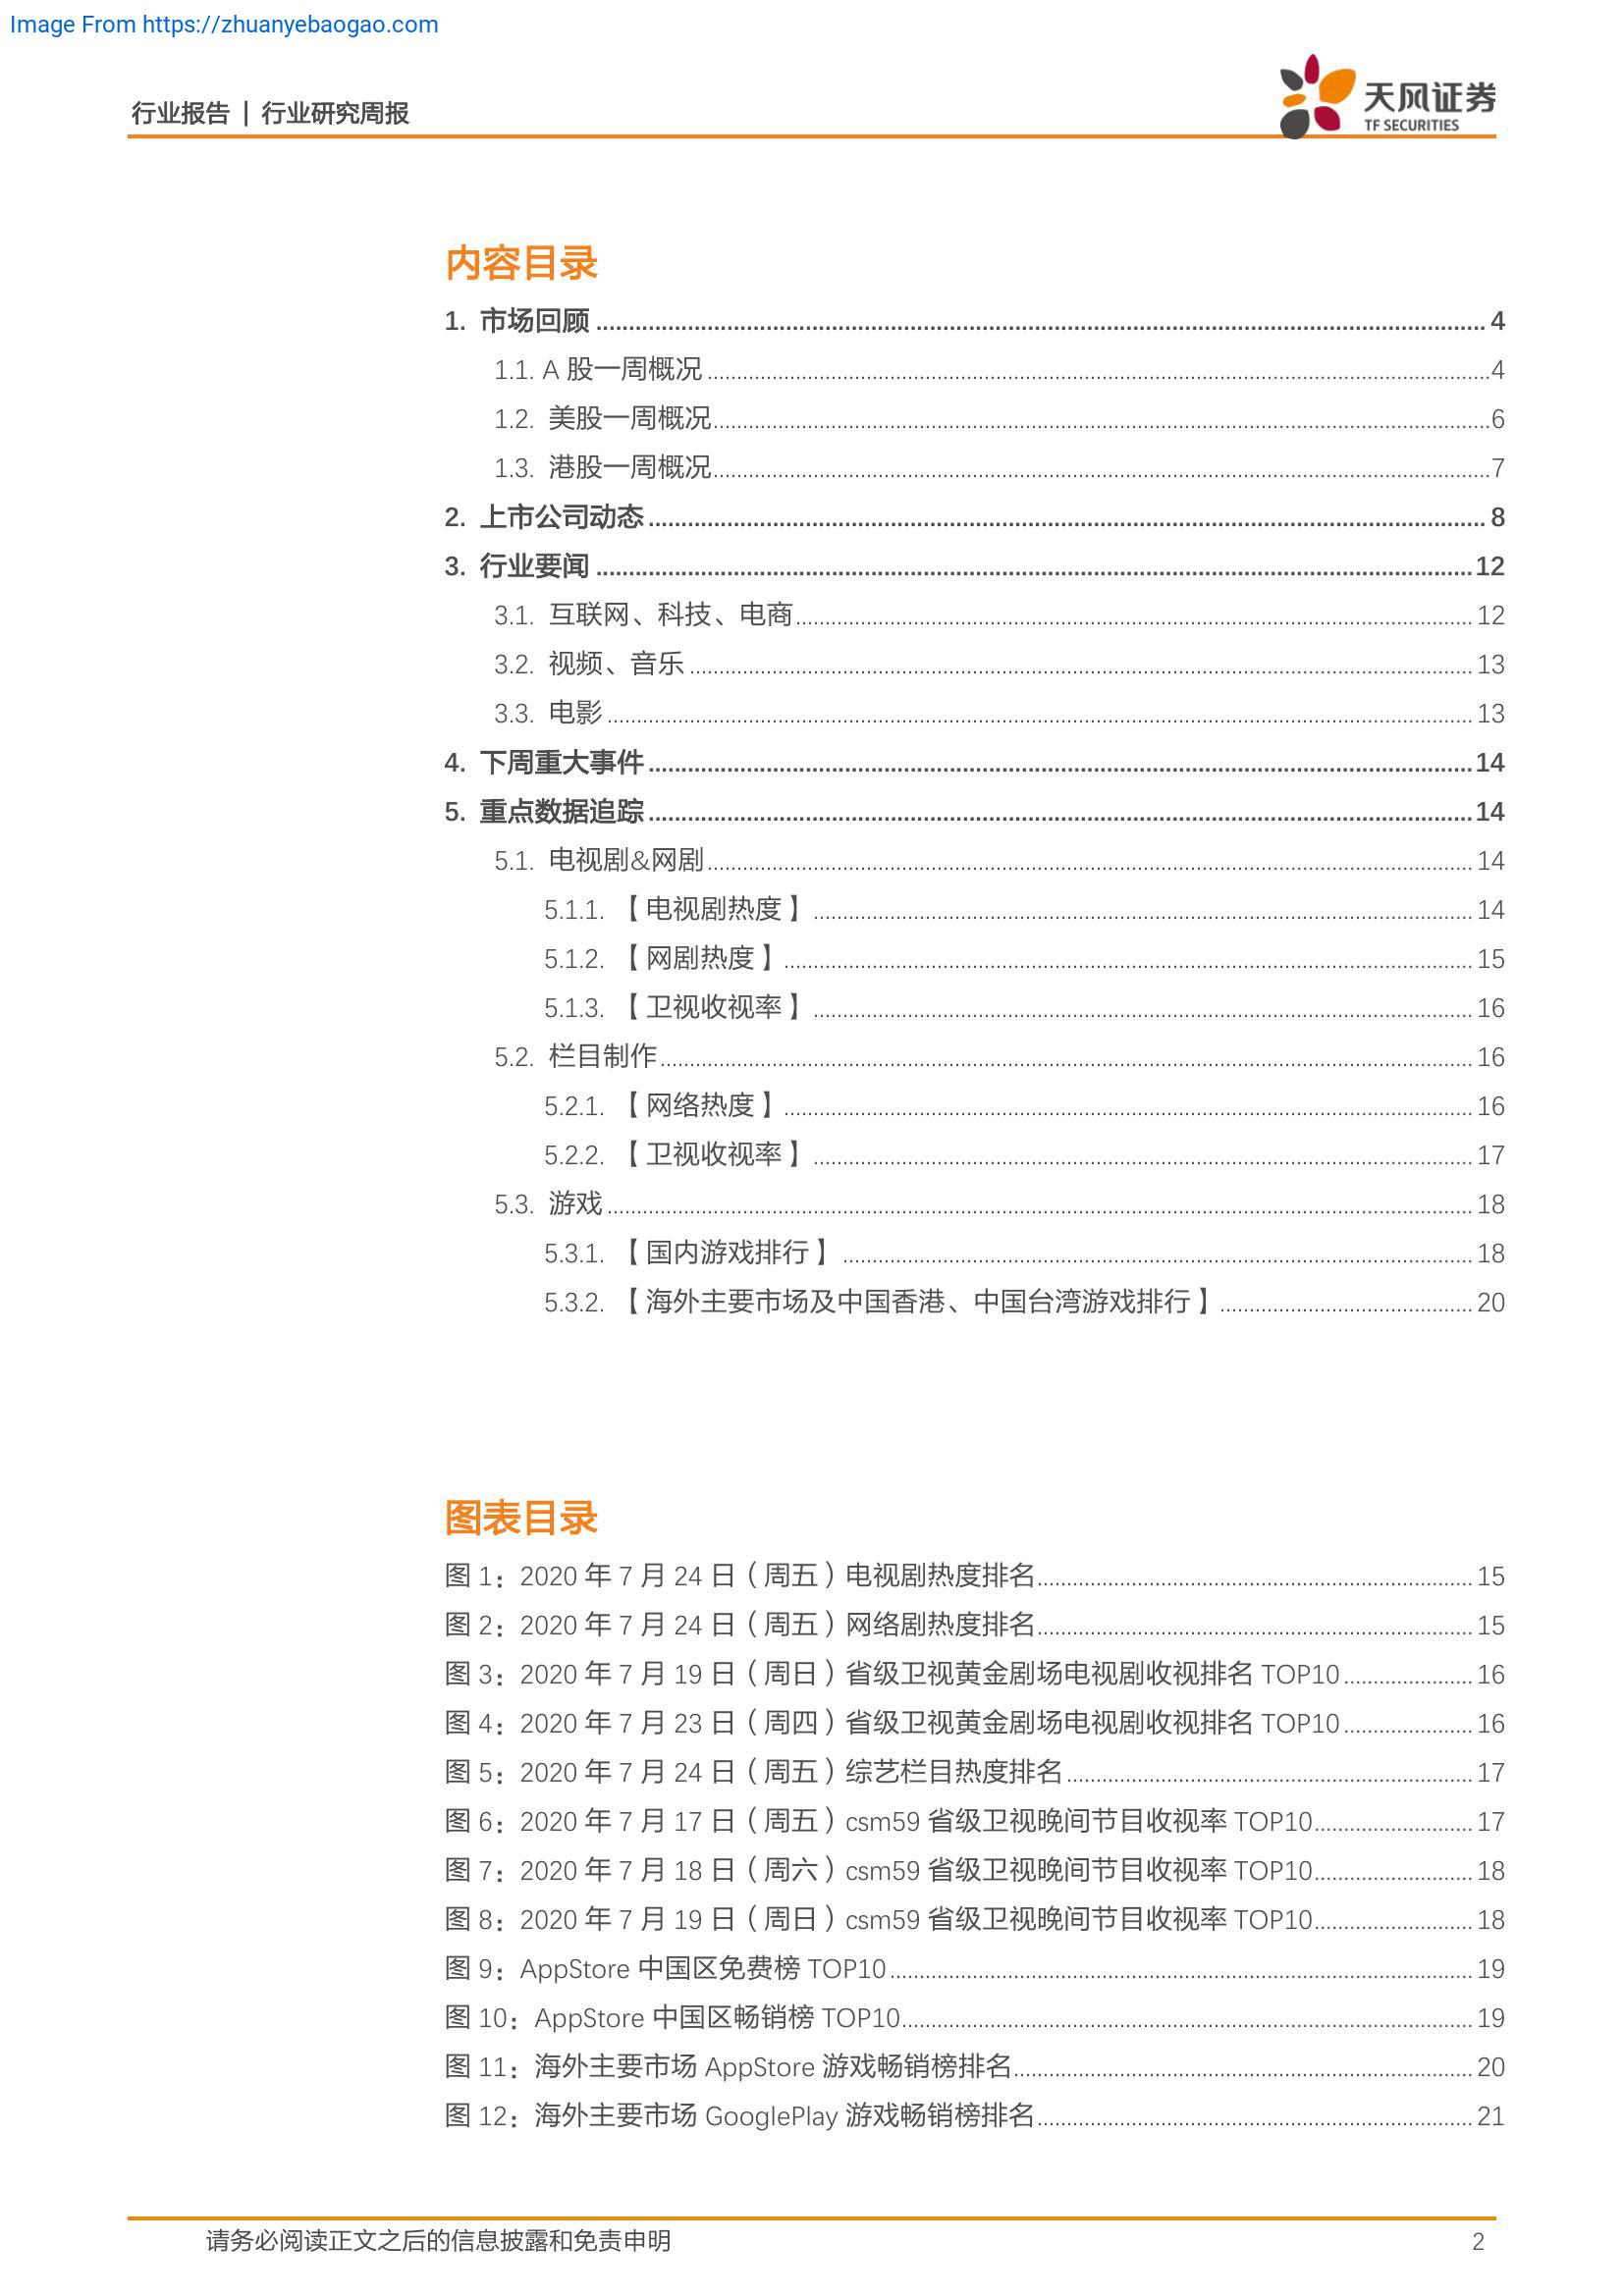 Image From https://zhuanyebaogao.com
行业报告 | 行业研究周报
天风证券
TF SECURITIES
内容目录
1. 市场回顾 ........ 4
1.1. A 股一周概况 ........ 4
1.2. 美股一周概况 ........ 6
1.3. 港股一周概况 ........ 7
2. 上市公司动态 ........ 8
3. 行业要闻 ........ 12
3.1. 互联网、科技、电商 ........ 12
3.2. 视频、音乐 ........ 13
3.3. 电影 ........ 13
4. 下周重大事件 ........ 14
5. 重点数据追踪 ........ 14
5.1. 电视剧&网剧 ........ 14
5.1.1. 【电视剧热度】 ........ 14
5.1.2. 【网剧热度】 ........ 15
5.1.3. 【卫视收视率】 ........ 16
5.2. 栏目制作 ........ 16
5.2.1. 【网络热度】 ........ 16
5.2.2. 【卫视收视率】 ........ 17
5.3. 游戏 ........ 18
5.3.1. 【国内游戏排行】 ........ 18
5.3.2. 【海外主要市场及中国香港、中国台湾游戏排行】 ........ 20
图表目录
图 1：2020 年 7 月 24 日（周五）电视剧热度排名 ........ 15
图 2：2020 年 7 月 24 日（周五）网络剧热度排名 ........ 15
图 3：2020 年 7 月 19 日（周日）省级卫视黄金剧场电视剧收视排名 TOP10 ........ 16
图 4：2020 年 7 月 23 日（周四）省级卫视黄金剧场电视剧收视排名 TOP10 ........ 16
图 5：2020 年 7 月 24 日（周五）综艺栏目热度排名 ........ 17
图 6：2020 年 7 月 17 日（周五）csm59 省级卫视晚间节目收视率 TOP10 ........ 17
图 7：2020 年 7 月 18 日（周六）csm59 省级卫视晚间节目收视率 TOP10 ........ 18
图 8：2020 年 7 月 19 日（周日）csm59 省级卫视晚间节目收视率 TOP10 ........ 18
图 9：AppStore 中国区免费榜 TOP10 ........ 19
图 10：AppStore 中国区畅销榜 TOP10 ........ 19
图 11：海外主要市场 AppStore 游戏畅销榜排名 ........ 20
图 12：海外主要市场 GooglePlay 游戏畅销榜排名 ........ 21
请务必阅读正文之后的信息披露和免责申明 2